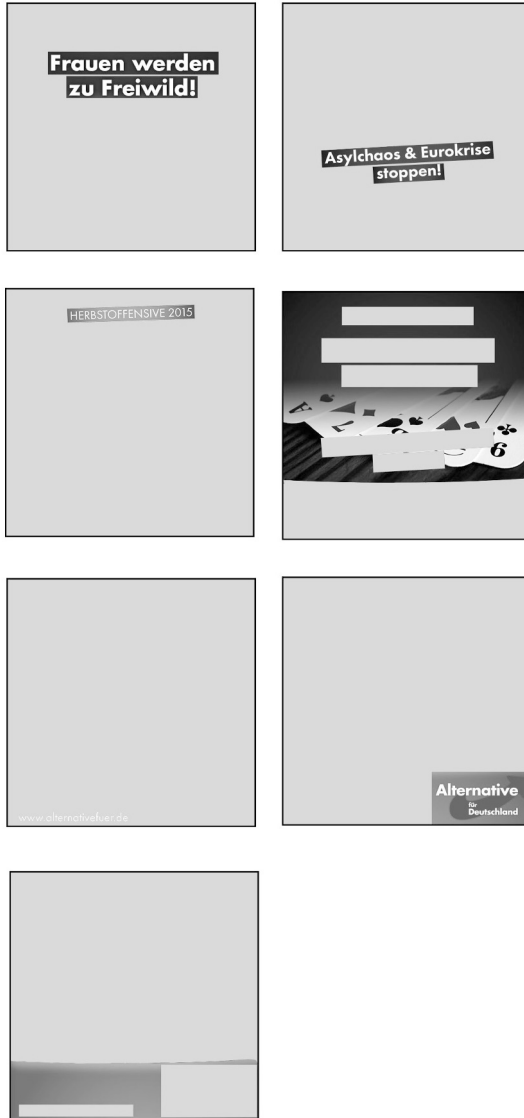 Frauen werden
zu Freiwild!
Asylchaos & Eurokrise
stoppen!
HERBSTOFFENSIVE 2015
www.alternativefuer.de
Alternative
für
Deutschland